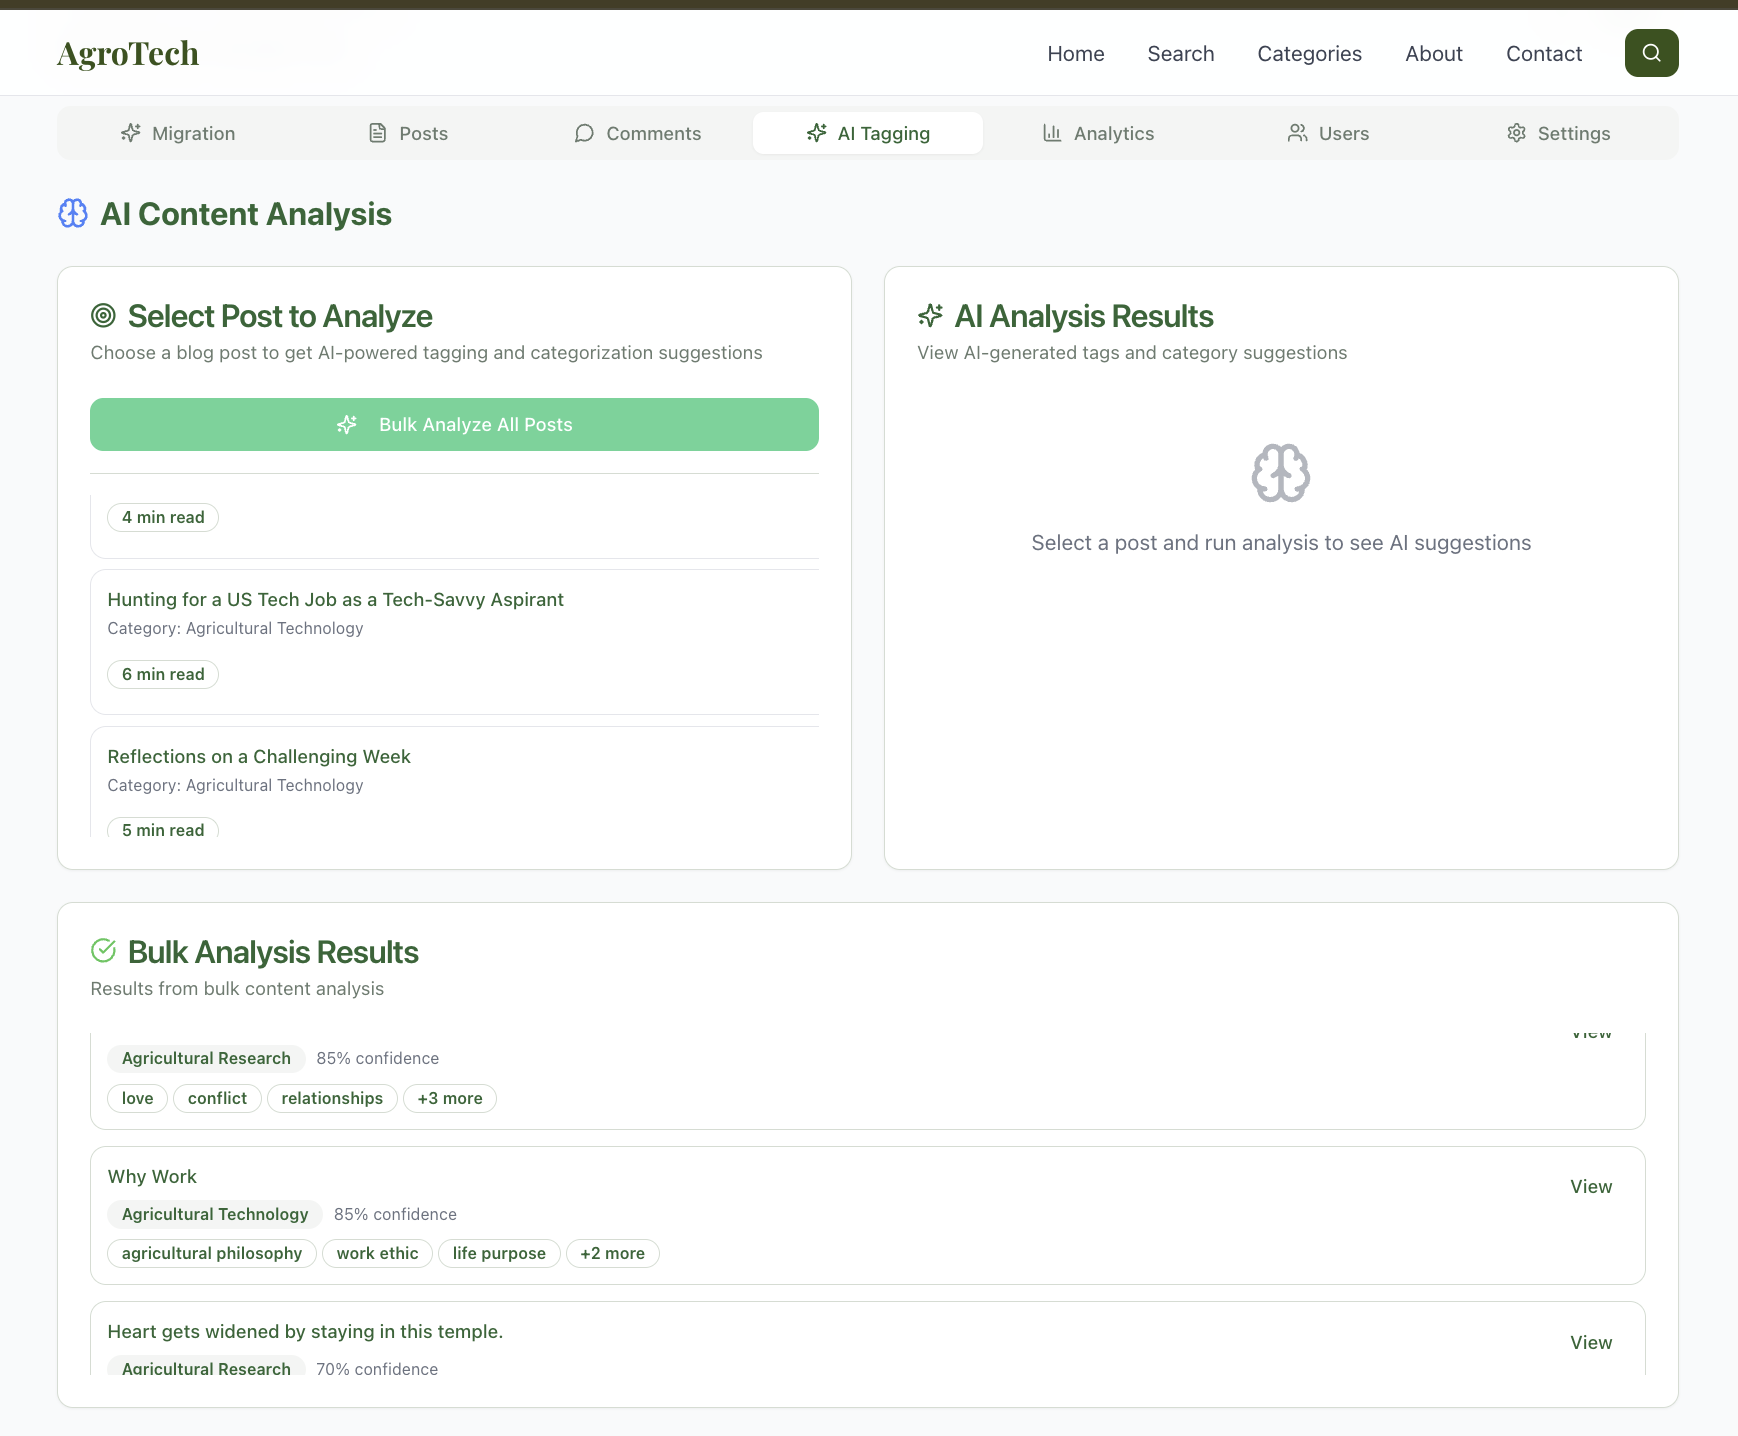 AgroTech
Home
Search
Categories
About
Contact
Migration
Posts
Comments
AI Tagging
Analytics
Users
Settings
AI Content Analysis
Select Post to Analyze
Choose a blog post to get AI-powered tagging and categorization suggestions
Bulk Analyze All Posts
4 min read
Hunting for a US Tech Job as a Tech-Savvy Aspirant
Category: Agricultural Technology
6 min read
Reflections on a Challenging Week
Category: Agricultural Technology
5 min read
AI Analysis Results
View AI-generated tags and category suggestions
Select a post and run analysis to see AI suggestions
Bulk Analysis Results
Results from bulk content analysis
View
Agricultural Research 85% confidence
love conflict relationships +3 more
Why Work
View
Agricultural Technology 85% confidence
agricultural philosophy work ethic life purpose +2 more
Heart gets widened by staying in this temple.
View
Agricultural Research 70% confidence